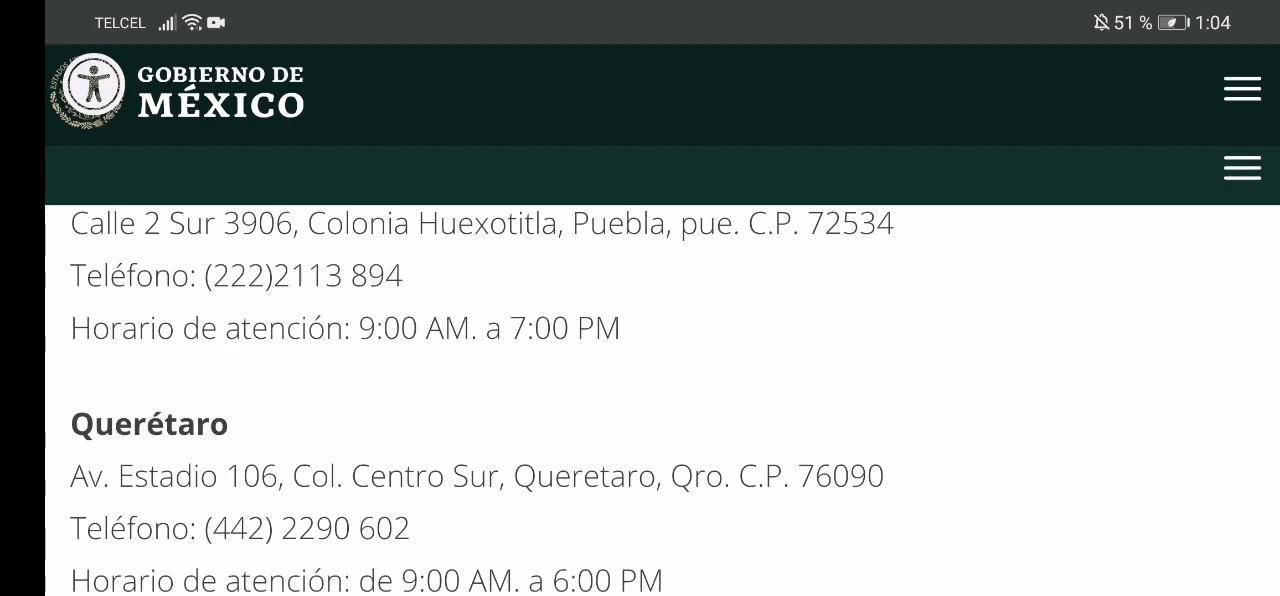 TELCEL
51 %
1:04
GOBIERNO DE
MÉXICO
Calle 2 Sur 3906, Colonia Huexotitla, Puebla, pue. C.P. 72534
Teléfono: (222)2113 894
Horario de atención: 9:00 AM. a 7:00 PM
Querétaro
Av. Estadio 106, Col. Centro Sur, Queretaro, Qro. C.P. 76090
Teléfono: (442) 2290 602
Horario de atención: de 9:00 AM. a 6:00 PM